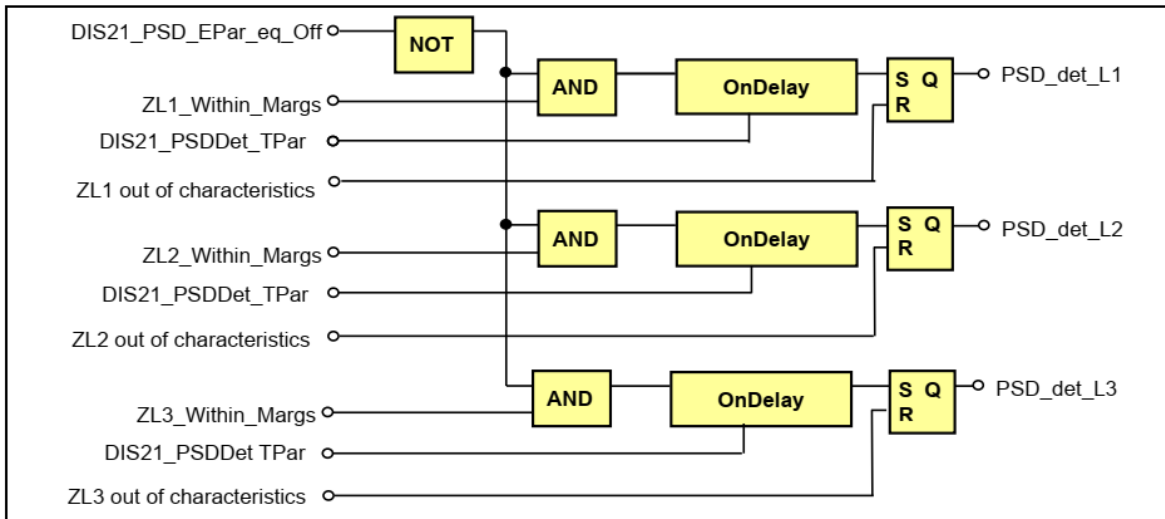 DIS21_PSD_EPar_eq_Off
NOT
AND
OnDelay
S Q
R
PSD_det_L1
ZL1_Within_Margs
DIS21_PSDDet_TPar
ZL1 out of characteristics
AND
OnDelay
S Q
R
PSD_det_L2
ZL2_Within_Margs
DIS21_PSDDet_TPar
ZL2 out of characteristics
AND
OnDelay
S Q
R
PSD_det_L3
ZL3_Within_Margs
DIS21_PSDDet TPar
ZL3 out of characteristics